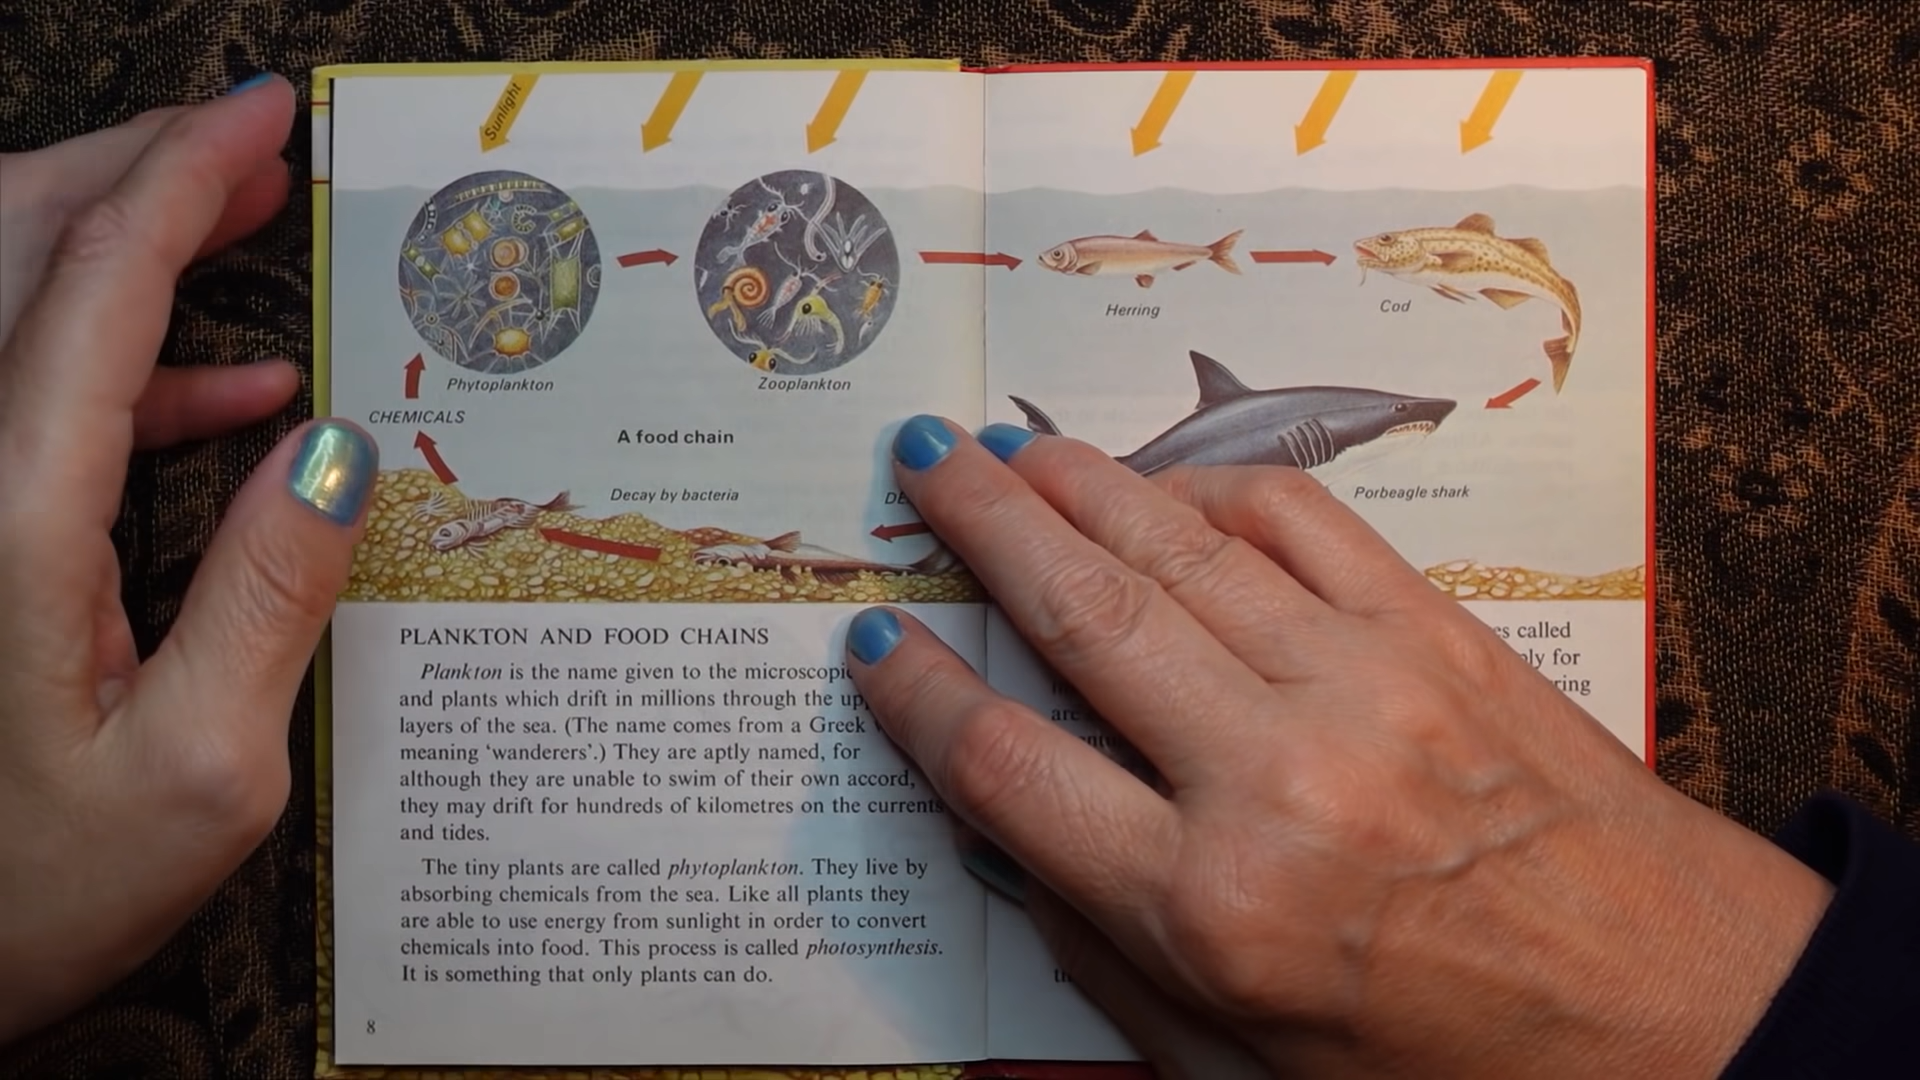 Sunlight
Herring
Cod
Phytoplankton
Zooplankton
CHEMICALS
A food chain
Decay by bacteria
Porbeagle shark
PLANKTON AND FOOD CHAINS
Plankton is the name given to the microscopic
and plants which drift in millions through the
layers of the sea. (The name comes from a Greek
meaning ‘wanderers’.) They are aptly named, for
although they are unable to swim of their own accord,
they may drift for hundreds of kilometres on the currents
and tides.
The tiny plants are called phytoplankton. They live by
absorbing chemicals from the sea. Like all plants they
are able to use energy from sunlight in order to convert
chemicals into food. This process is called photosynthesis.
It is something that only plants can do.
8
called
for
are